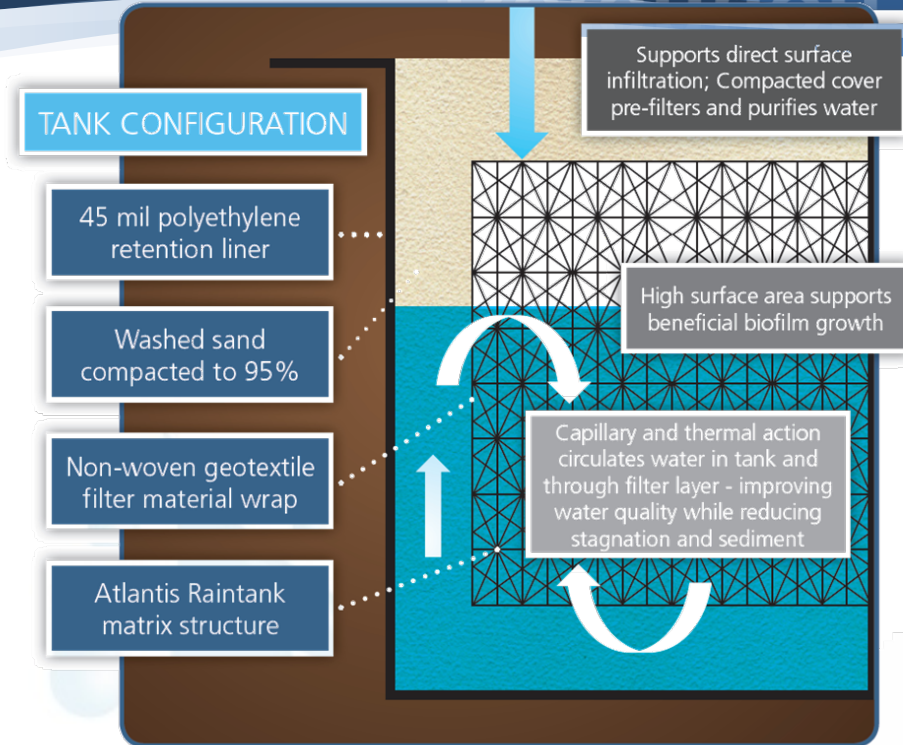 TANK CONFIGURATION
45 mil polyethylene
retention liner
Washed sand
compacted to 95%
Non-woven geotextile
filter material wrap
Atlantis Raintank
matrix structure
Supports direct surface
infiltration; Compacted cover
pre-filters and purifies water
High surface area supports
beneficial biofilm growth
Capillary and thermal action
circulates water in tank and
through filter layer - improving
water quality while reducing
stagnation and sediment